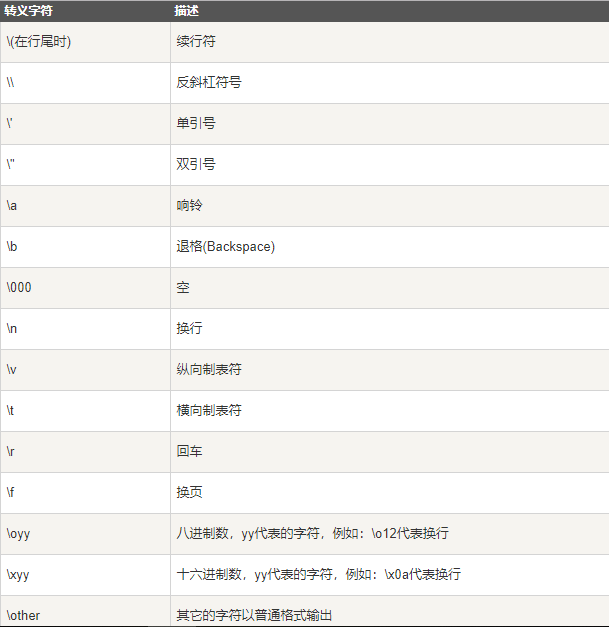 转义字符 描述
\(在行尾时) 续行符
\\ 反斜杠符号
\' 单引号
\" 双引号
\a 响铃
\b 退格(Backspace)
\000 空
\n 换行
\v 纵向制表符
\t 横向制表符
\r 回车
\f 换页
\oyy 八进制数，yy代表的字符，例如：\o12代表换行
\xyy 十六进制数，yy代表的字符，例如：\x0a代表换行
\other 其它的字符以普通格式输出